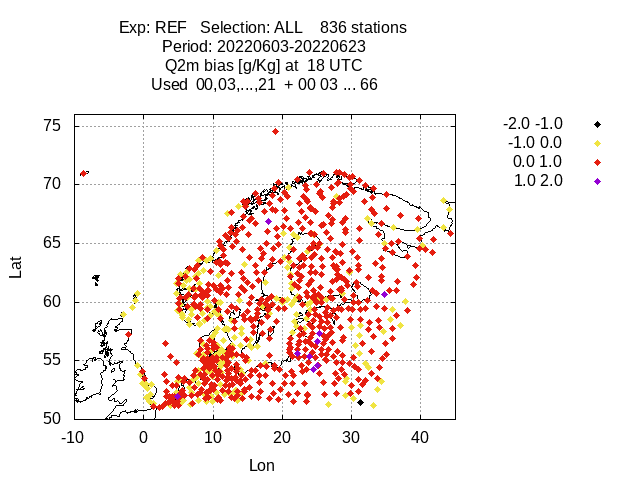 Exp: REF   Selection: ALL    836 stations
Period: 20220603-20220623
Q2m bias [g/Kg] at  18 UTC
Used  00,03,...,21  + 00 03 ... 66
-2.0 -1.0
-1.0 0.0
0.0 1.0
1.0 2.0
75
70
65
60
55
50
Lat
-10 0 10 20 30 40
Lon